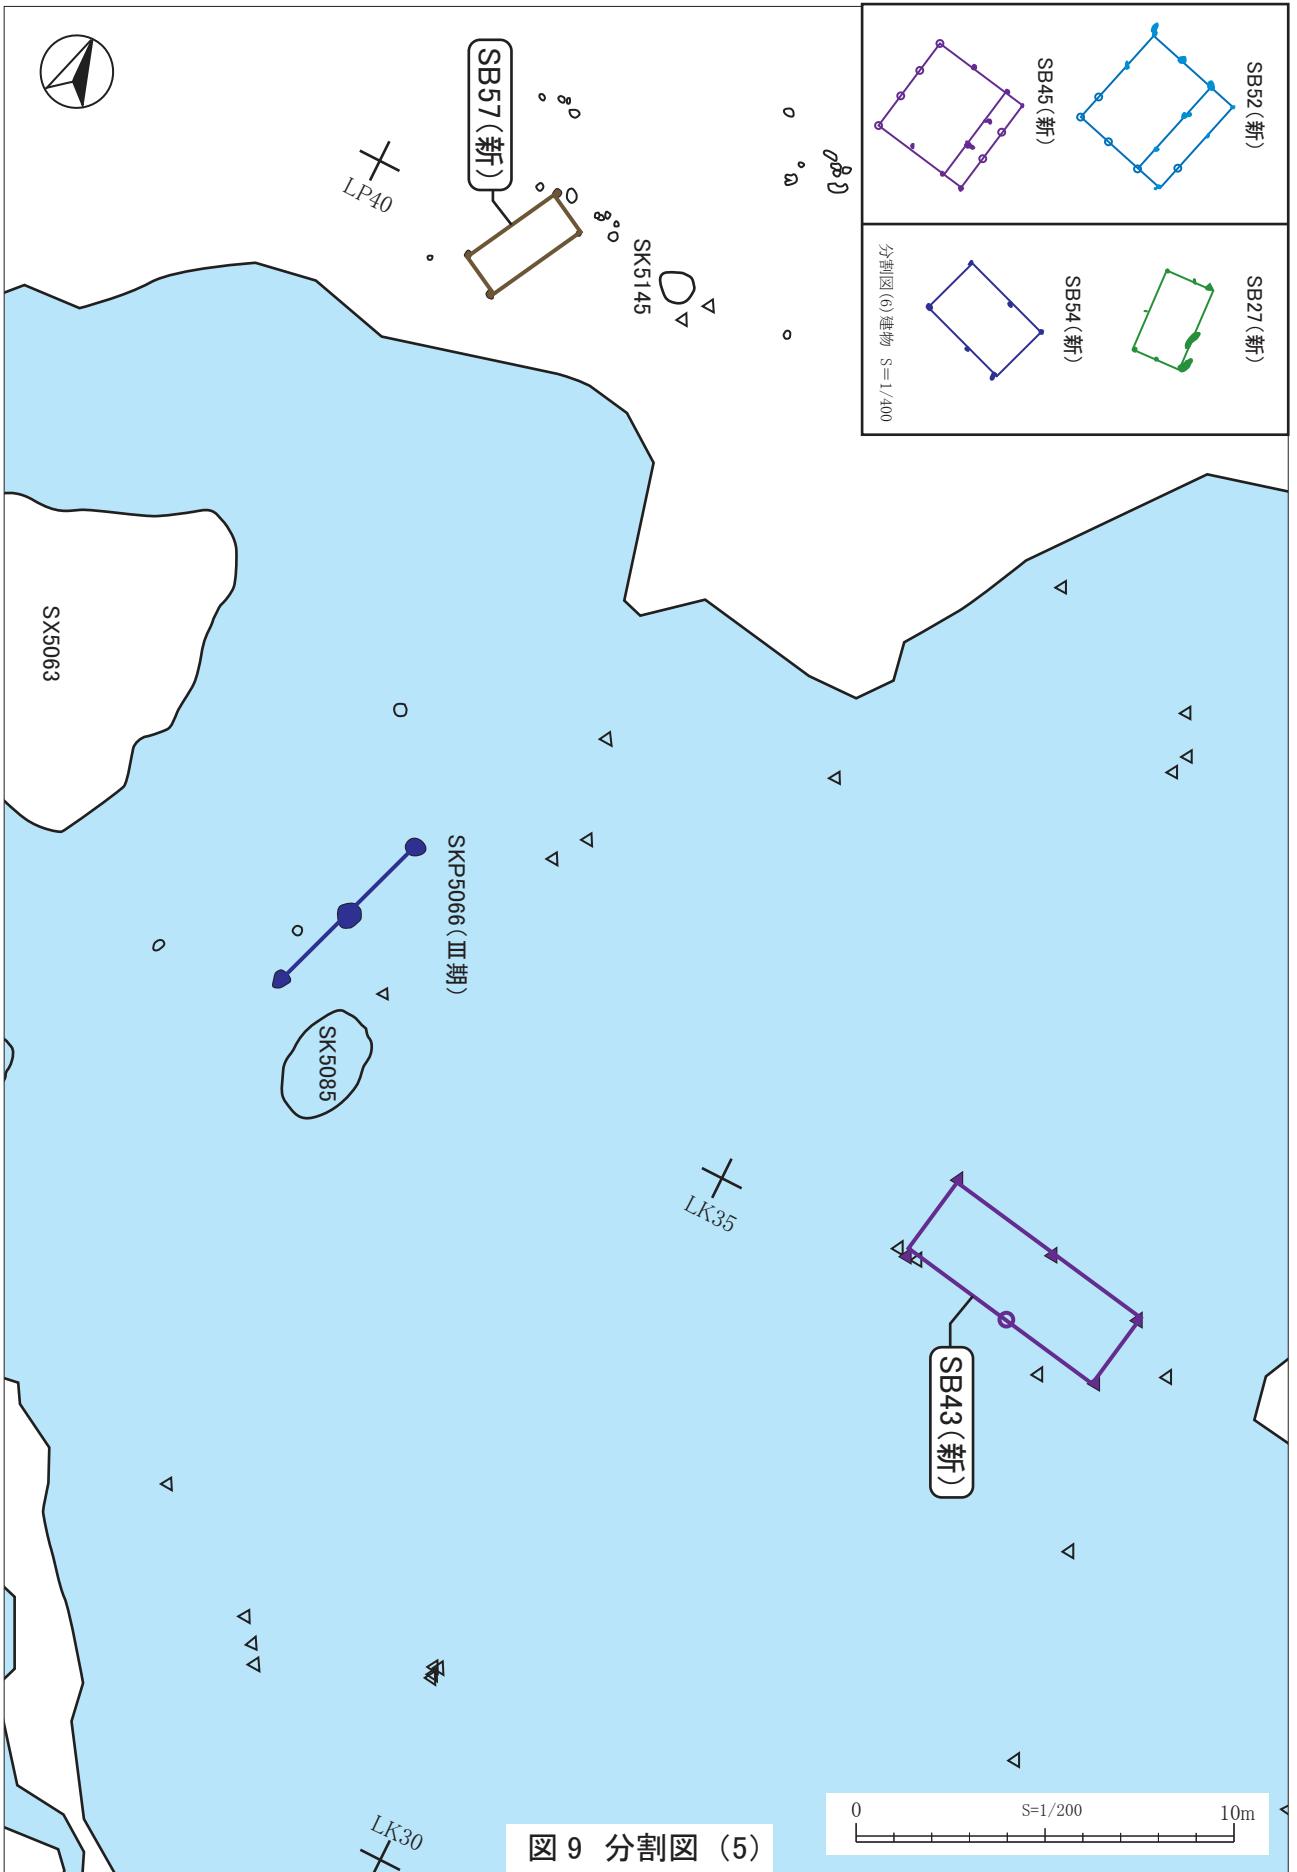 SB52(新)
SB45(新)
SB27(新)
SB54(新)
分割図(6)建物 S=1/400
SB57(新)
LP40
SK5145
SX5063
SKP5066(Ⅲ期)
SK5085
LK35
SB43(新)
LK30
0 S=1/200 10m
図9 分割図（5）